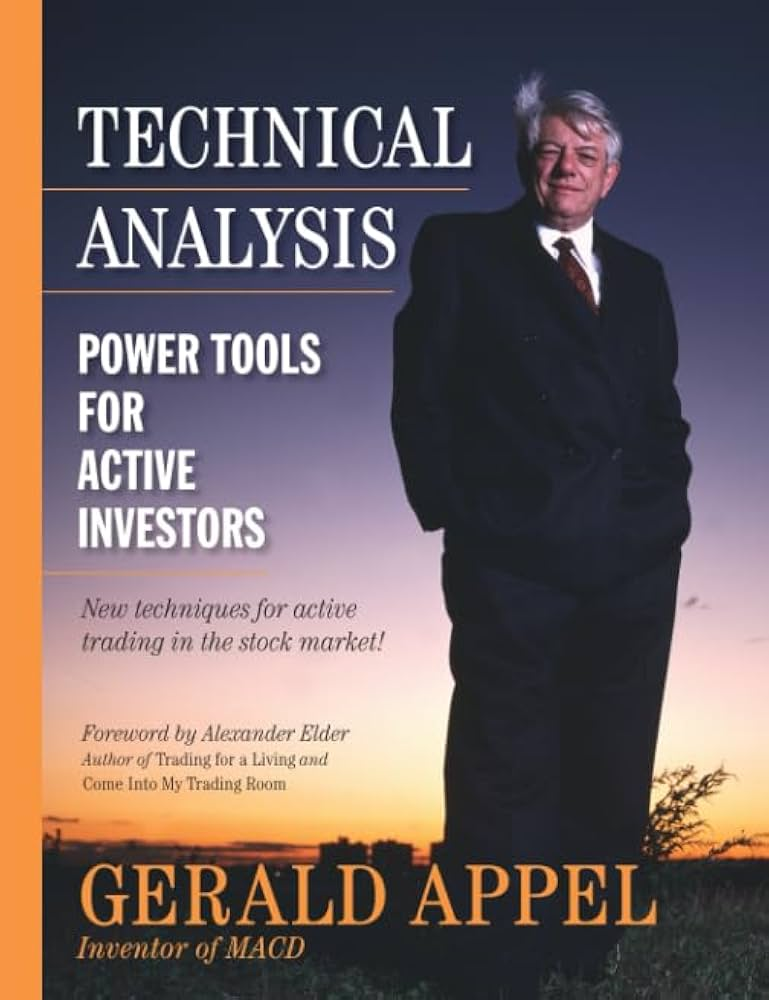 TECHNICAL
ANALYSIS
POWER TOOLS
FOR
ACTIVE
INVESTORS
New techniques for active
trading in the stock market!
Foreword by Alexander Elder
Author of Trading for a Living and
Come Into My Trading Room
GERALD APPEL
Inventor of MACD